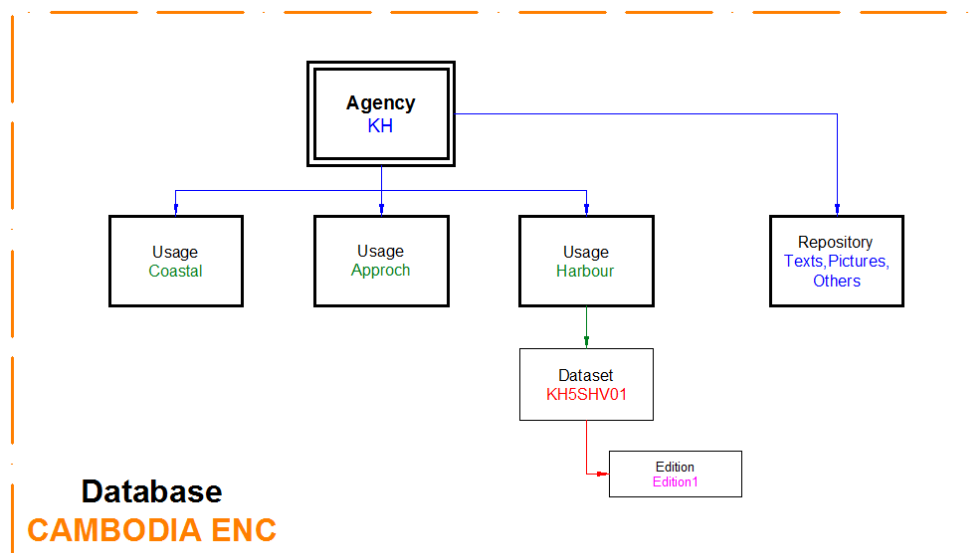 Agency
KH
Usage
Coastal
Usage
Approch
Usage
Harbour
Repository
Texts,Pictures,
Others
Dataset
KH5SHV01
Edition
Edition1
Database
CAMBODIA ENC